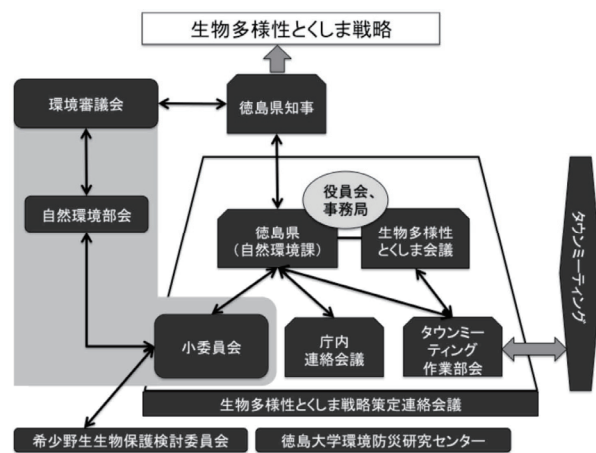 生物多様性とくしま戦略
環境審議会
徳島県知事
役員会、
事務局
自然環境部会
徳島県
（自然環境課）
生物多様性
とくしま会議
タウンミーティング
小委員会
庁内
連絡会議
タウンミー
ティング
作業部会
生物多様性とくしま戦略策定連絡会議
希少野生生物保護検討委員会
徳島大学環境防災研究センター